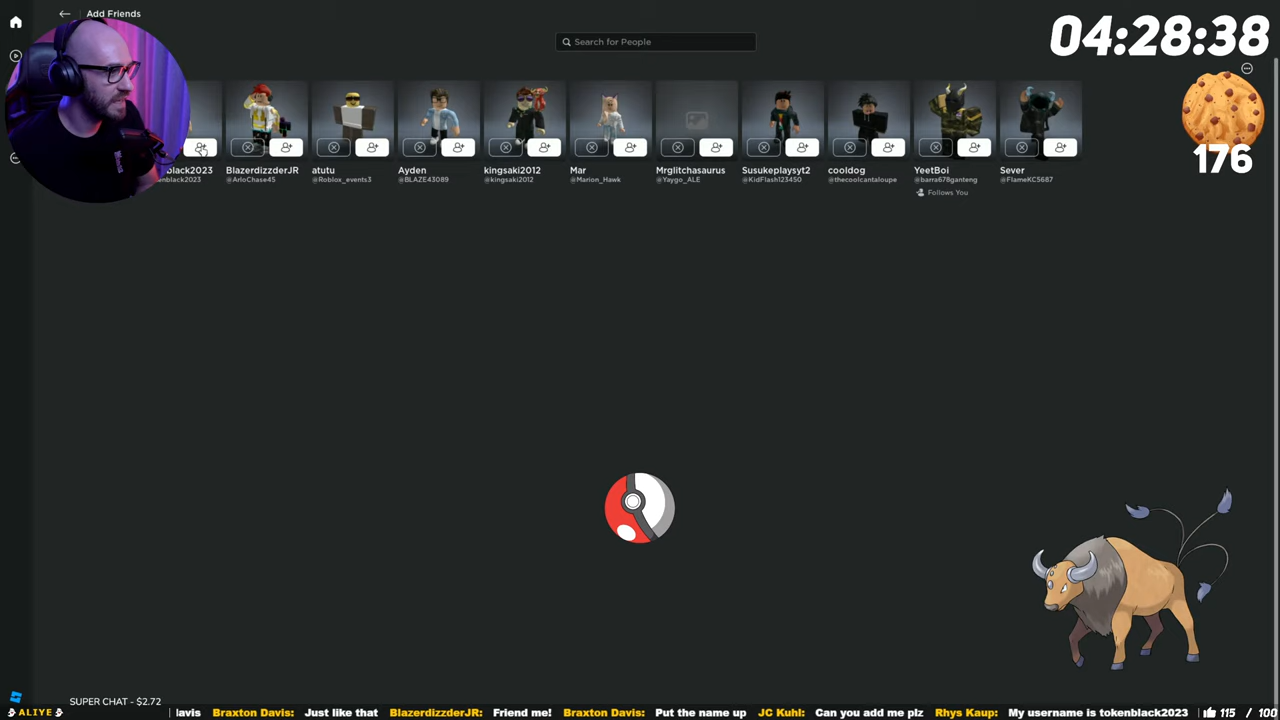 Add Friends
Search for People
04:28:38
176
black2023
nblack2023
BlazerdizzderJR
@ArloChase45
atutu
@Roblox_events3
Ayden
@BLAZE43089
kingsaki2012
@kingsaki2012
Mar
@Marion_Hawk
Mrglitchasaurus
@Yaygo_ALE
Susukeplaysyt2
@KidFlash123450
cooldog
@thecoolcantaloupe
YeetBoi
@barra678ganteng
Follows You
Sever
@FlameKC5687
SUPER CHAT - $2.72
ALIVE
lavis Braxton Davis: Just like that BlazerdizzderJR: Friend me! Braxton Davis: Put the name up JC Kuhl: Can you add me plz Rhys Kaup: My username is tokenblack2023
115 / 100